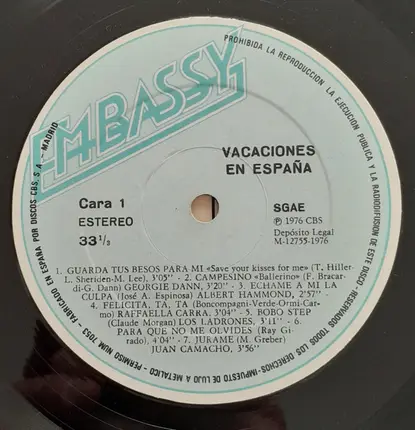 EMBASSY
PROHIBIDA LA REPRODUCCION, LA EJECUCION PUBLICA Y LA RADIODIFUSION DE ESTE DISCO - RESERVADOS TODOS LOS DERECHOS - IMPUESTO DE LUJO A METALICO - PERMISO NUM. 7053 - FABRICADO EN ESPAÑA POR DISCOS CBS, S. A. - MADRID
VACACIONES
EN ESPAÑA
Cara 1
ESTEREO
33 1/3
SGAE
℗ 1976 CBS
Depósito Legal
M-12755-1976
1. GUARDA TUS BESOS PARA MI «Save your kisses for me» (T. Hiller-
L. Sheriden-M. Lee), 3'05" - 2. CAMPESINO «Ballerino» (F. Bracar-
di-G. Dann) GEORGIE DANN, 3'20" - 3. ECHAME A MI LA
CULPA (José A. Espinosa) ALBERT HAMMOND, 2'57"
4. FELICITA, TA, TA (Boncompagni-Verde-Ormi-Car-
mo) RAFFAELLA CARRA, 3'04" - 5. ROBO STEP
(Claude Morgan) LOS LADRONES, 3'11" - 6.
PARA QUE NO ME OLVIDES (Ray Gi-
rado), 4'04" - 7. JURAME (M. Greber)
JUAN CAMACHO, 3'56"